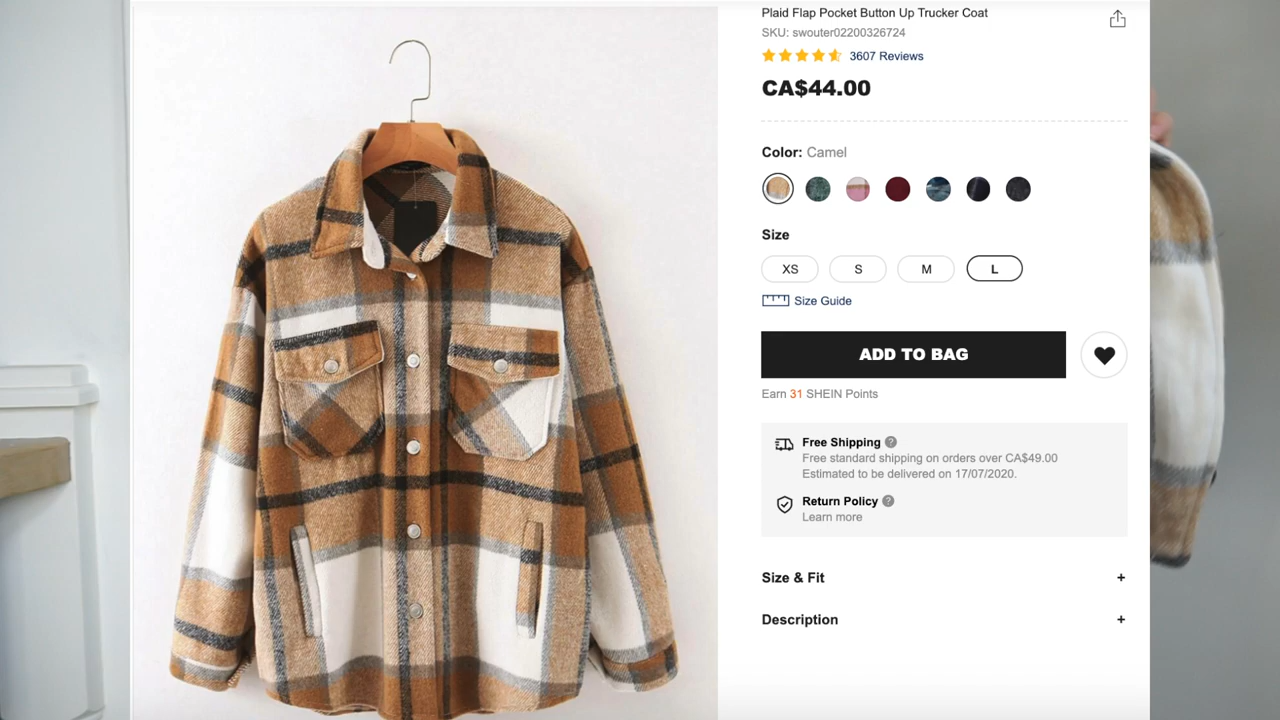 Plaid Flap Pocket Button Up Trucker Coat
SKU: swouter02200326724
3607 Reviews
CA$44.00
Color: Camel
Size
XS S M L
Size Guide
ADD TO BAG
Earn 31 SHEIN Points
Free Shipping ?
Free standard shipping on orders over CA$49.00
Estimated to be delivered on 17/07/2020.
Return Policy ?
Learn more
Size & Fit +
Description +